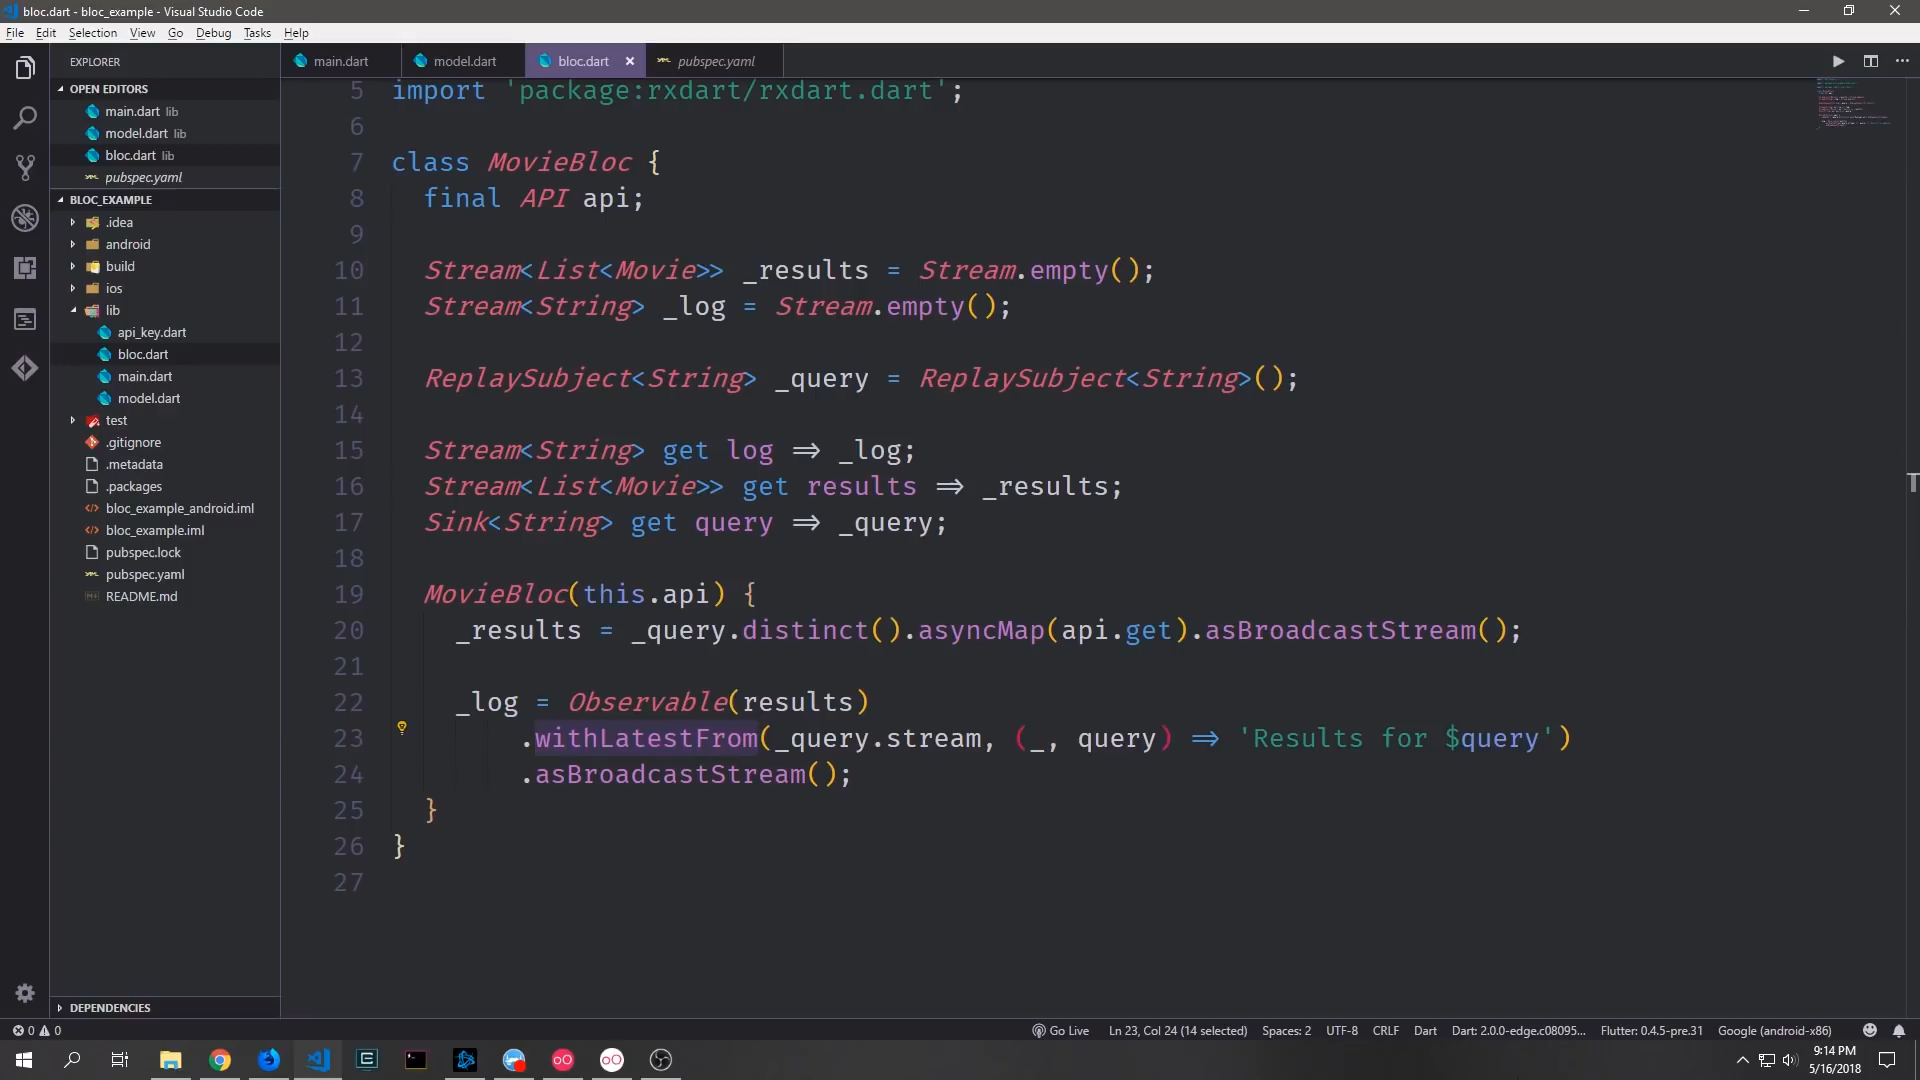 bloc.dart - bloc_example - Visual Studio Code
File Edit Selection View Go Debug Tasks Help
EXPLORER
OPEN EDITORS
main.dart lib
model.dart lib
bloc.dart lib
pubspec.yaml
BLOC_EXAMPLE
.idea
android
build
ios
lib
api_key.dart
bloc.dart
main.dart
model.dart
test
.gitignore
.metadata
.packages
bloc_example_android.iml
bloc_example.iml
pubspec.lock
pubspec.yaml
README.md
DEPENDENCIES
main.dart model.dart bloc.dart pubspec.yaml
5 import 'package:rxdart/rxdart.dart';
6
7 class MovieBloc {
8 final API api;
9
10 Stream<List<Movie>> _results = Stream.empty();
11 Stream<String> _log = Stream.empty();
12
13 ReplaySubject<String> _query = ReplaySubject<String>();
14
15 Stream<String> get log => _log;
16 Stream<List<Movie>> get results => _results;
17 Sink<String> get query => _query;
18
19 MovieBloc(this.api) {
20 _results = _query.distinct().asyncMap(api.get).asBroadcastStream();
21
22 _log = Observable(results)
23 .withLatestFrom(_query.stream, (_, query) => 'Results for $query')
24 .asBroadcastStream();
25 }
26 }
27
0 0 Go Live Ln 23, Col 24 (14 selected) Spaces: 2 UTF-8 CRLF Dart Dart: 2.0.0-edge.c08095... Flutter: 0.4.5-pre.31 Google (android-x86)
9:14 PM
5/16/2018